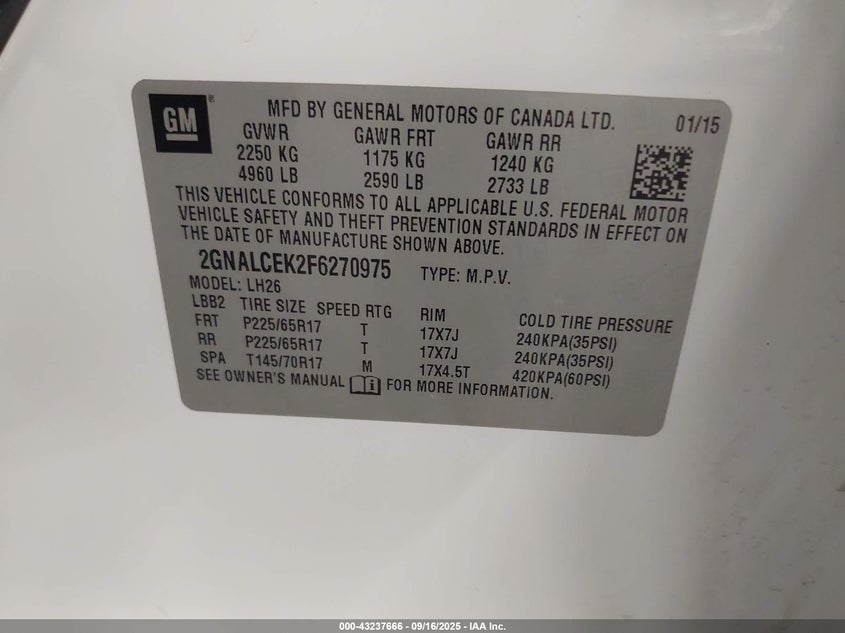 GM®
MFD BY GENERAL MOTORS OF CANADA LTD. 01/15
GVWR GAWR FRT GAWR RR
2250 KG 1175 KG 1240 KG
4960 LB 2590 LB 2733 LB
THIS VEHICLE CONFORMS TO ALL APPLICABLE U.S. FEDERAL MOTOR
VEHICLE SAFETY AND THEFT PREVENTION STANDARDS IN EFFECT ON
THE DATE OF MANUFACTURE SHOWN ABOVE.
2GNALCEK2F6270975 TYPE: M.P.V.
MODEL: LH26
LBB2 TIRE SIZE SPEED RTG RIM COLD TIRE PRESSURE
FRT P225/65R17 T 17X7J 240KPA(35PSI)
RR P225/65R17 T 17X7J 240KPA(35PSI)
SPA T145/70R17 M 17X4.5T 420KPA(60PSI)
SEE OWNER'S MANUAL FOR MORE INFORMATION.
000-43237666 - 09/16/2025 - IAA Inc.